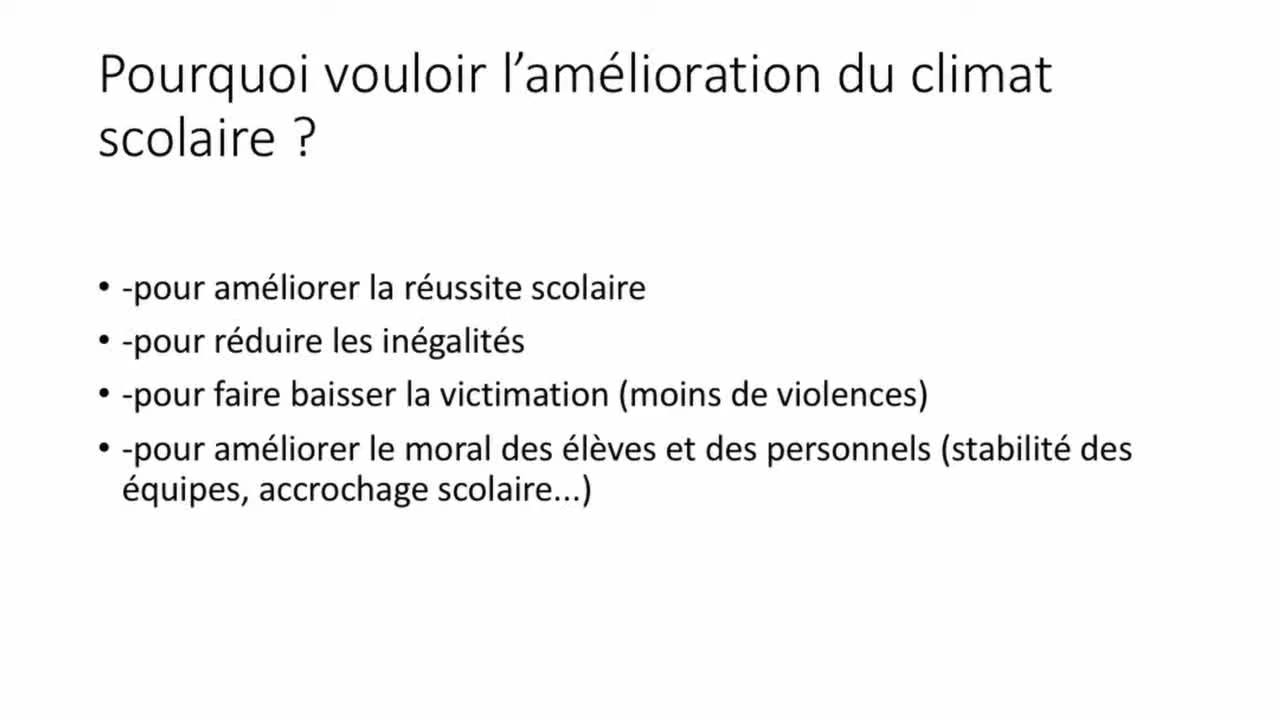 Pourquoi vouloir l’amélioration du climat
scolaire ?
• -pour améliorer la réussite scolaire
• -pour réduire les inégalités
• -pour faire baisser la victimation (moins de violences)
• -pour améliorer le moral des élèves et des personnels (stabilité des
équipes, accrochage scolaire...)